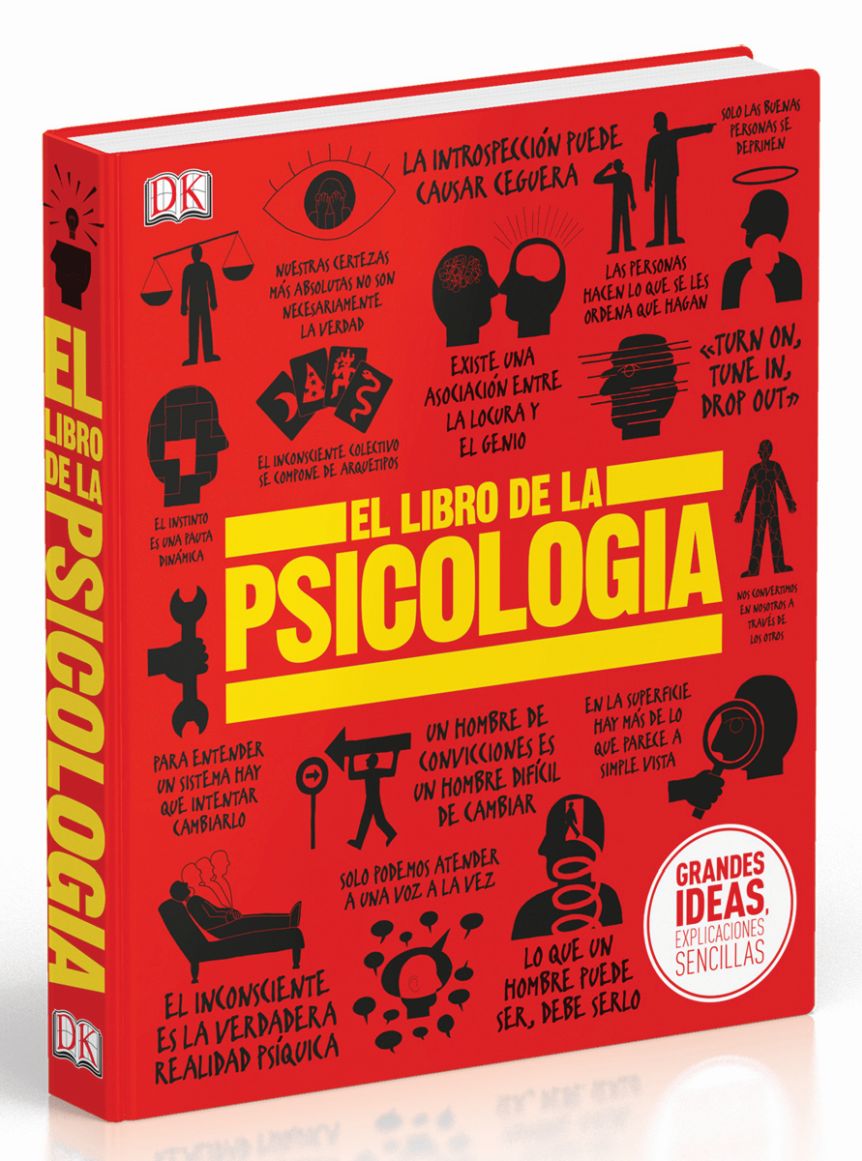 DK
LA INTROSPECCIÓN PUEDE
CAUSAR CEGUERA
SOLO LAS BUENAS
PERSONAS SE
DEPRIMEN
NUESTRAS CERTEZAS
MÁS ABSOLUTAS NO SON
NECESARIAMENTE
LA VERDAD
LAS PERSONAS
HACEN LO QUE SE LES
ORDENA QUE HAGAN
EXISTE UNA
ASOCIACIÓN ENTRE
LA LOCURA Y
EL GENIO
«TURN ON,
TUNE IN,
DROP OUT»
EL INCONSCIENTE COLECTIVO
SE COMPONE DE ARQUETIPOS
EL INSTINTO
ES UNA PAUTA
DINÁMICA
EL LIBRO DE LA
PSICOLOGIA
NOS CONVERTIMOS
EN NOSOTROS A
TRAVÉS DE
LOS OTROS
PARA ENTENDER
UN SISTEMA HAY
QUE INTENTAR
CAMBIARLO
UN HOMBRE DE
CONVICCIONES ES
UN HOMBRE DIFÍCIL
DE CAMBIAR
EN LA SUPERFICIE
HAY MÁS DE LO
QUE PARECE A
SIMPLE VISTA
SOLO PODEMOS ATENDER
A UNA VOZ A LA VEZ
GRANDES
IDEAS,
EXPLICACIONES
SENCILLAS
EL INCONSCIENTE
ES LA VERDADERA
REALIDAD PSÍQUICA
LO QUE UN
HOMBRE PUEDE
SER, DEBE SERLO
EL
LIBRO
DE LA
PSICOLOGIA
DK